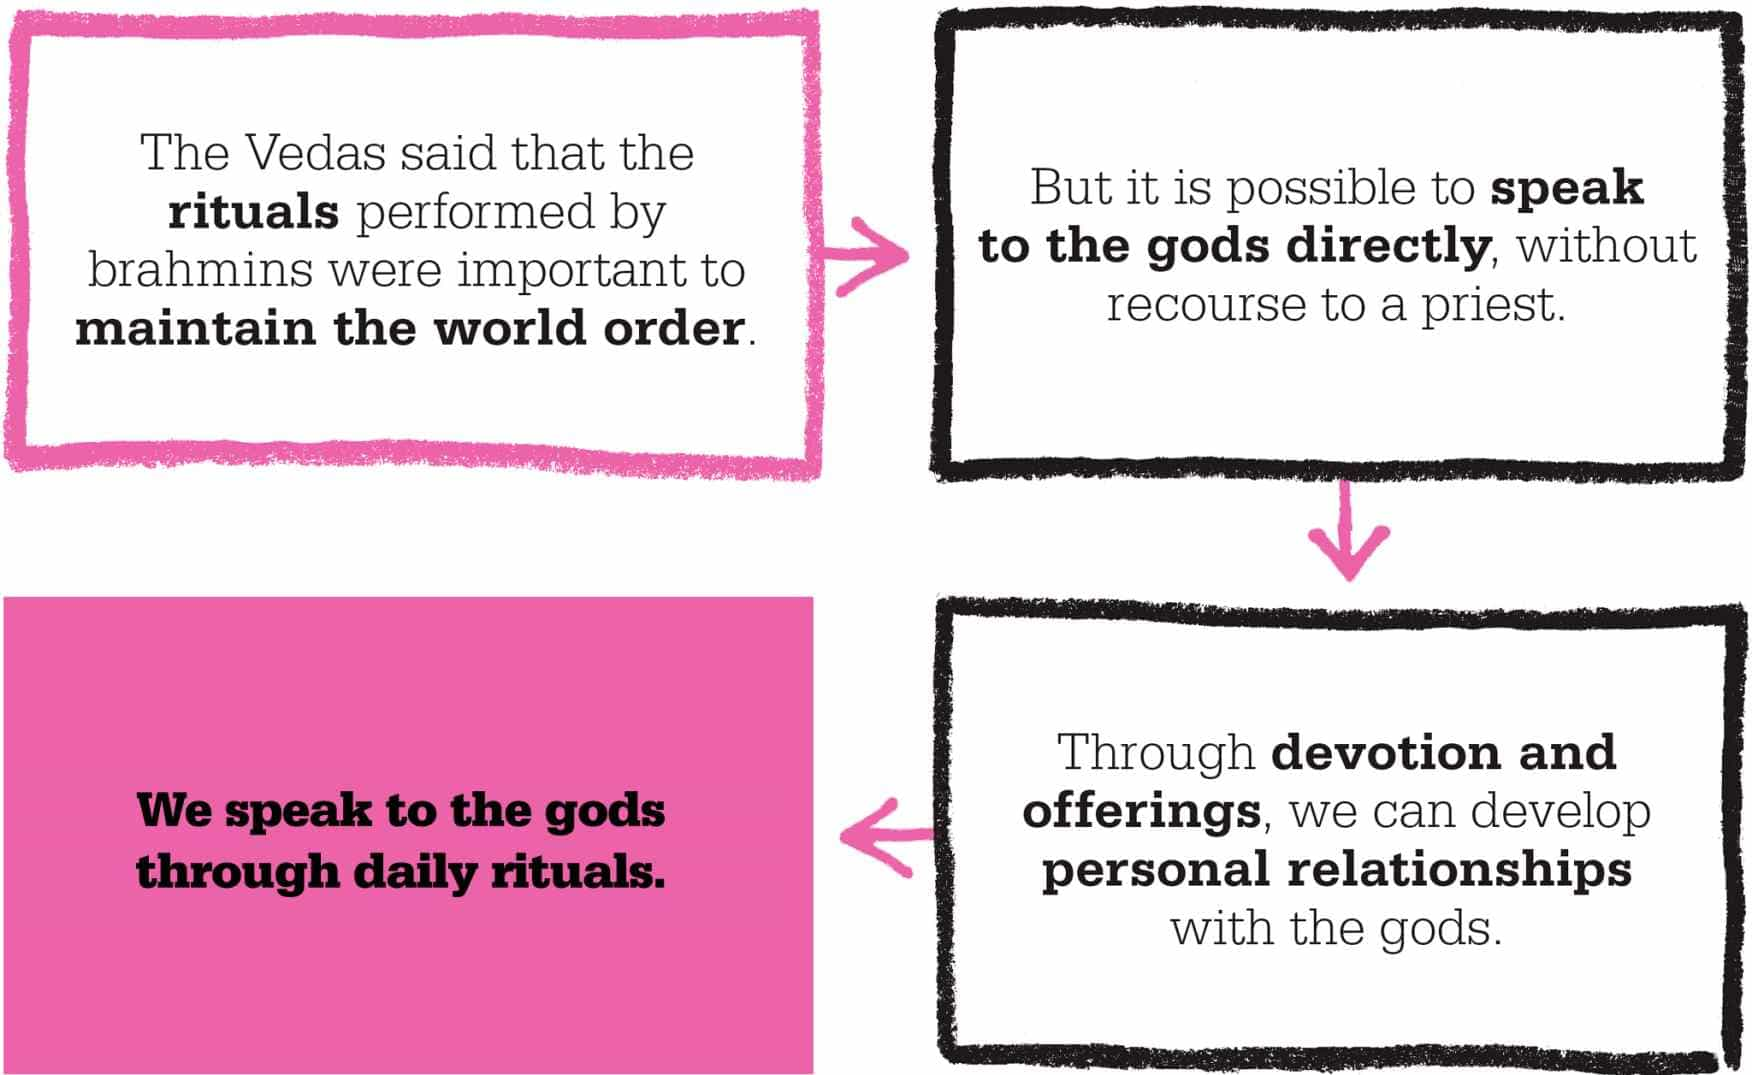 The Vedas said that the
rituals performed by
brahmins were important to
maintain the world order.
But it is possible to speak
to the gods directly, without
recourse to a priest.
Through devotion and
offerings, we can develop
personal relationships
with the gods.
We speak to the gods
through daily rituals.